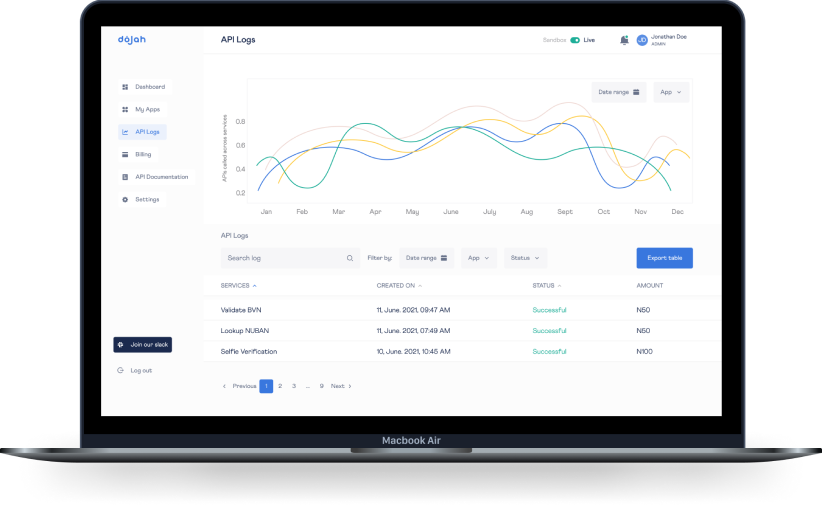 dójah
API Logs
Sandbox Live
JD
Jonathan Doe
ADMIN
Dashboard
My Apps
API Logs
Billing
API Documentation
Settings
Join our slack
Log out
Date range App
APIs called across services
0.8
0.6
0.4
0.2
Jan Feb Mar Apr May June July Aug Sept Oct Nov Dec
API Logs
Search log Filter by: Date range App Status Export table
SERVICES CREATED ON STATUS AMOUNT
Validate BVN 11, June. 2021, 09:47 AM Successful N50
Lookup NUBAN 11, June. 2021, 07:49 AM Successful N50
Selfie Verification 10, June. 2021, 10:45 AM Successful N100
‹ Previous 1 2 3 ... 9 Next ›
Macbook Air